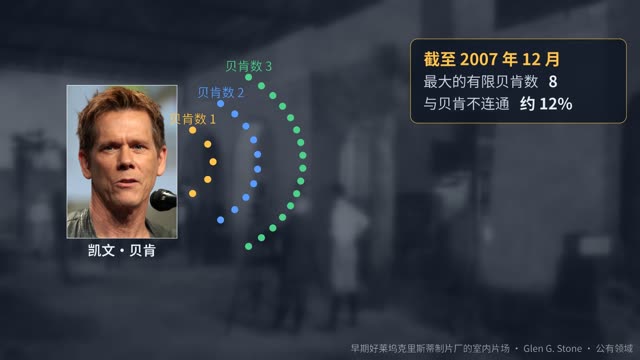 贝肯数 3
贝肯数 2
贝肯数 1
凯文·贝肯
截至 2007 年 12 月
最大的有限贝肯数 8
与贝肯不连通 约 12%
早期好莱坞克里斯蒂制片厂的室内片场 · Glen G. Stone · 公有领域